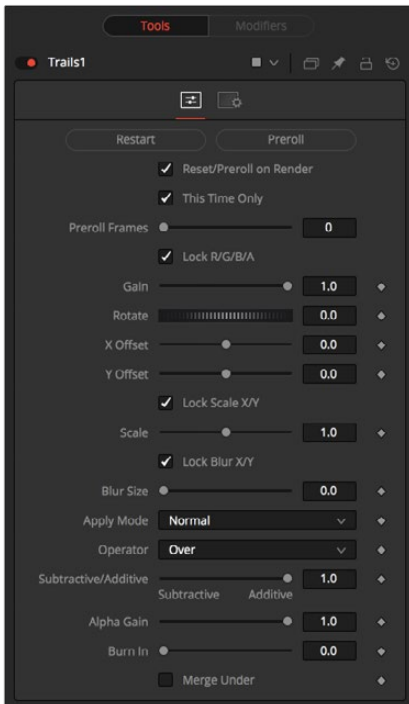 Tools Modifiers
Trails1
Restart Preroll
Reset/Preroll on Render
This Time Only
Preroll Frames 0
Lock R/G/B/A
Gain 1.0
Rotate 0.0
X Offset 0.0
Y Offset 0.0
Lock Scale X/Y
Scale 1.0
Lock Blur X/Y
Blur Size 0.0
Apply Mode Normal
Operator Over
Subtractive/Additive 1.0
Subtractive Additive
Alpha Gain 1.0
Burn In 0.0
Merge Under